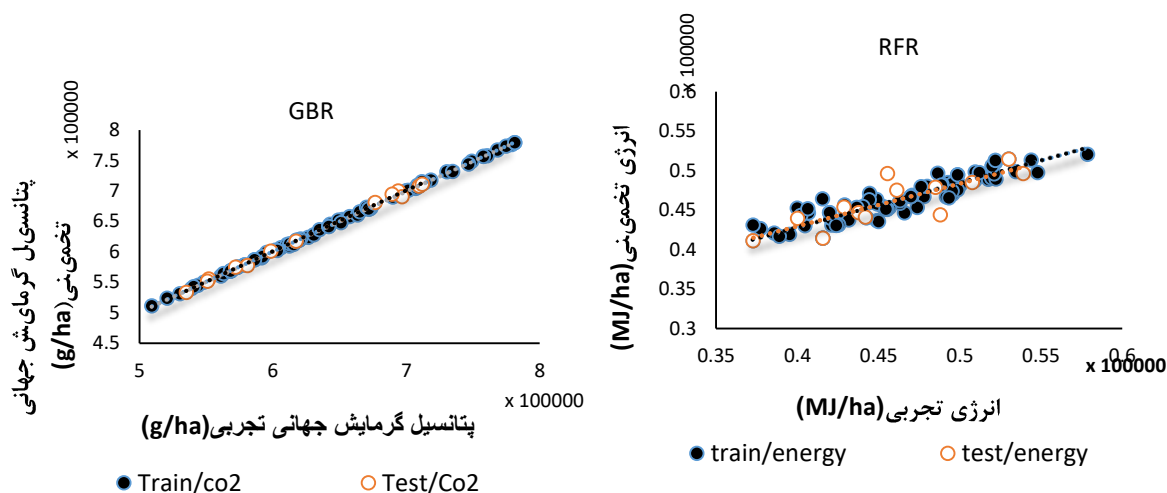 GBR
x 100000
8
7.5
7
6.5
6
5.5
5
4.5
5
6
7
8
x 100000
پتانسیل گرمایش جهانی
تخمینی(g/ha)
پتانسیل گرمایش جهانی تجربی(g/ha)
Train/co2
Test/Co2
RFR
x 100000
0.6
0.55
0.5
0.45
0.4
0.35
0.3
0.35
0.4
0.45
0.5
0.55
0.6
x 100000
انرژی تخمینی(MJ/ha)
انرژی تجربی(MJ/ha)
train/energy
test/energy